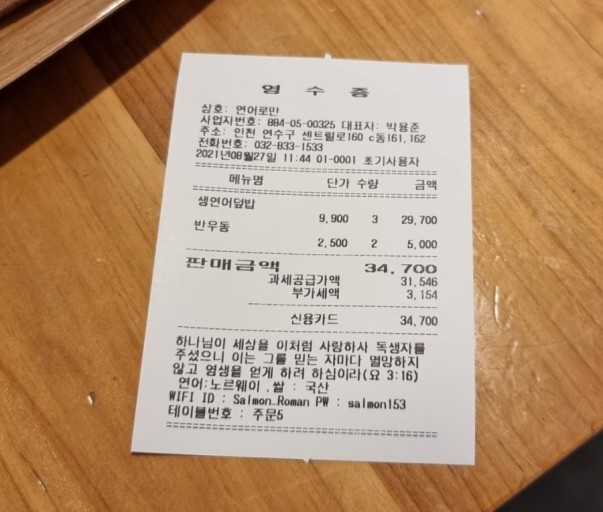 영 수 증
상호: 연어로만
사업자번호: 884-05-00325 대표자: 박용준
주소: 인천 연수구 센트럴로160 c동161,162
전화번호: 032-833-1533
2021년08월27일 11:44 01-0001 초기사용자
메뉴명 단가 수량 금액
생연어덮밥
9,900 3 29,700
반우동
2,500 2 5,000
판매금액 34,700
과세공급가액 31,546
부가세액 3,154
신용카드 34,700
하나님이 세상을 이처럼 사랑하사 독생자를
주셨으니 이는 그를 믿는 자마다 멸망하지
않고 영생을 얻게 하려 하심이라(요 3:16)
연어:노르웨이 ,쌀 : 국산
WIFI ID : Salmon_Roman PW : salmon153
테이블번호 : 주문5